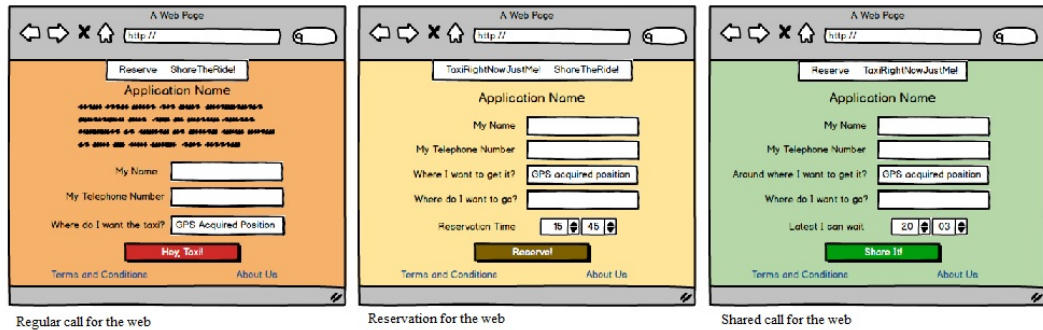 A Web Page
http://
Reserve ShareTheRide!
Application Name
My Name
My Telephone Number
Where do I want the taxi? GPS Acquired Position
Hey, Taxi!
Terms and Conditions About Us
Regular call for the web
A Web Page
http://
TaxiRightNowJustMe! ShareTheRide!
Application Name
My Name
My Telephone Number
Where I want to get it? GPS acquired position
Where do I want to go?
Reservation Time 15 45
Reserve!
Terms and Conditions About Us
Reservation for the web
A Web Page
http://
Reserve TaxiRightNowJustMe!
Application Name
My Name
My Telephone Number
Around where I want to get it? GPS acquired position
Where do I want to go?
Latest I can wait 20 03
Share It!
Terms and Conditions About Us
Shared call for the web